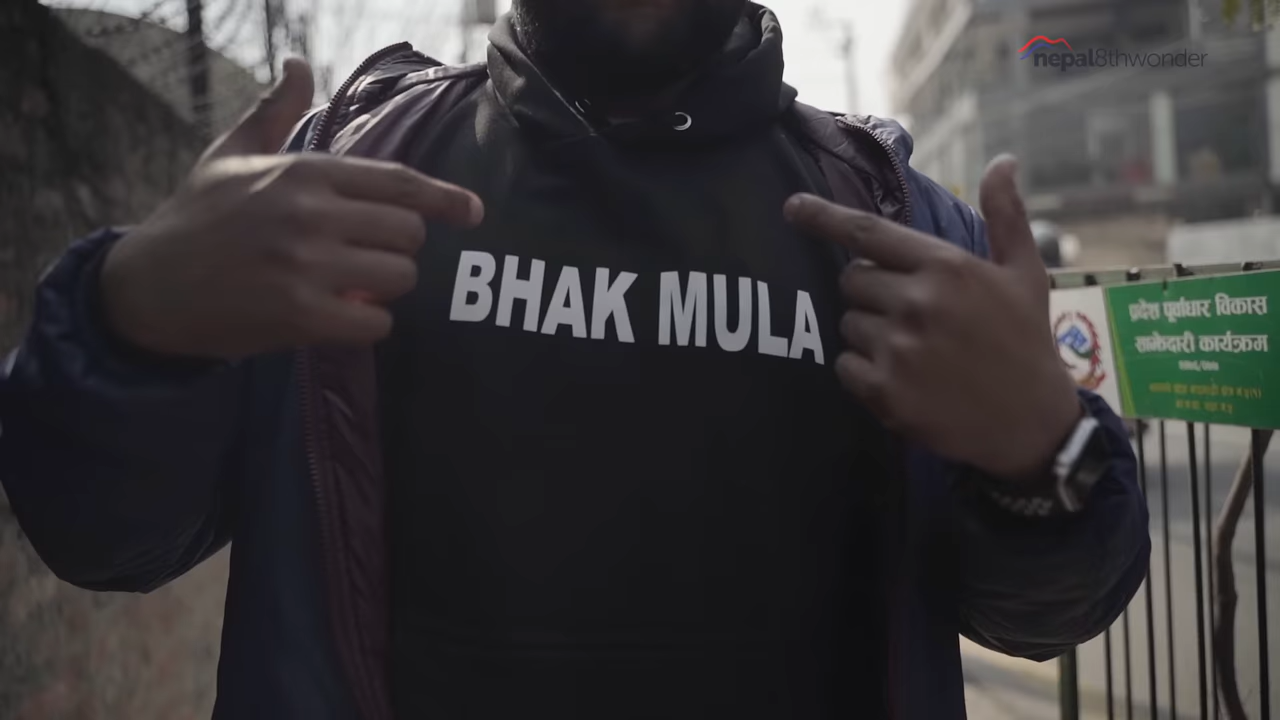 nepal8thwonder
BHAK MULA
प्रदेश पूर्वाधार विकास
साझेदारी कार्यक्रम